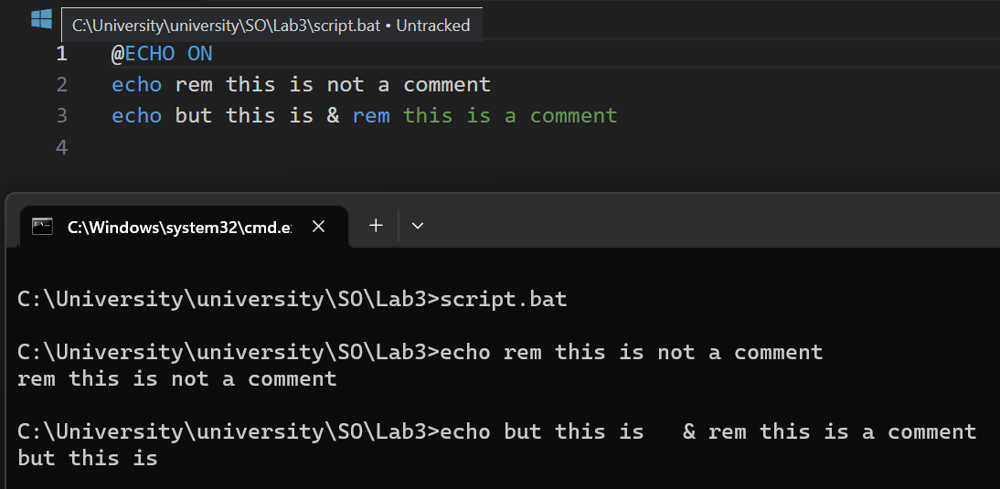 C:\University\university\SO\Lab3\script.bat • Untracked
1 @ECHO ON
2 echo rem this is not a comment
3 echo but this is & rem this is a comment
4
C:\Windows\system32\cmd.e
C:\University\university\SO\Lab3>script.bat
C:\University\university\SO\Lab3>echo rem this is not a comment
rem this is not a comment
C:\University\university\SO\Lab3>echo but this is   & rem this is a comment
but this is